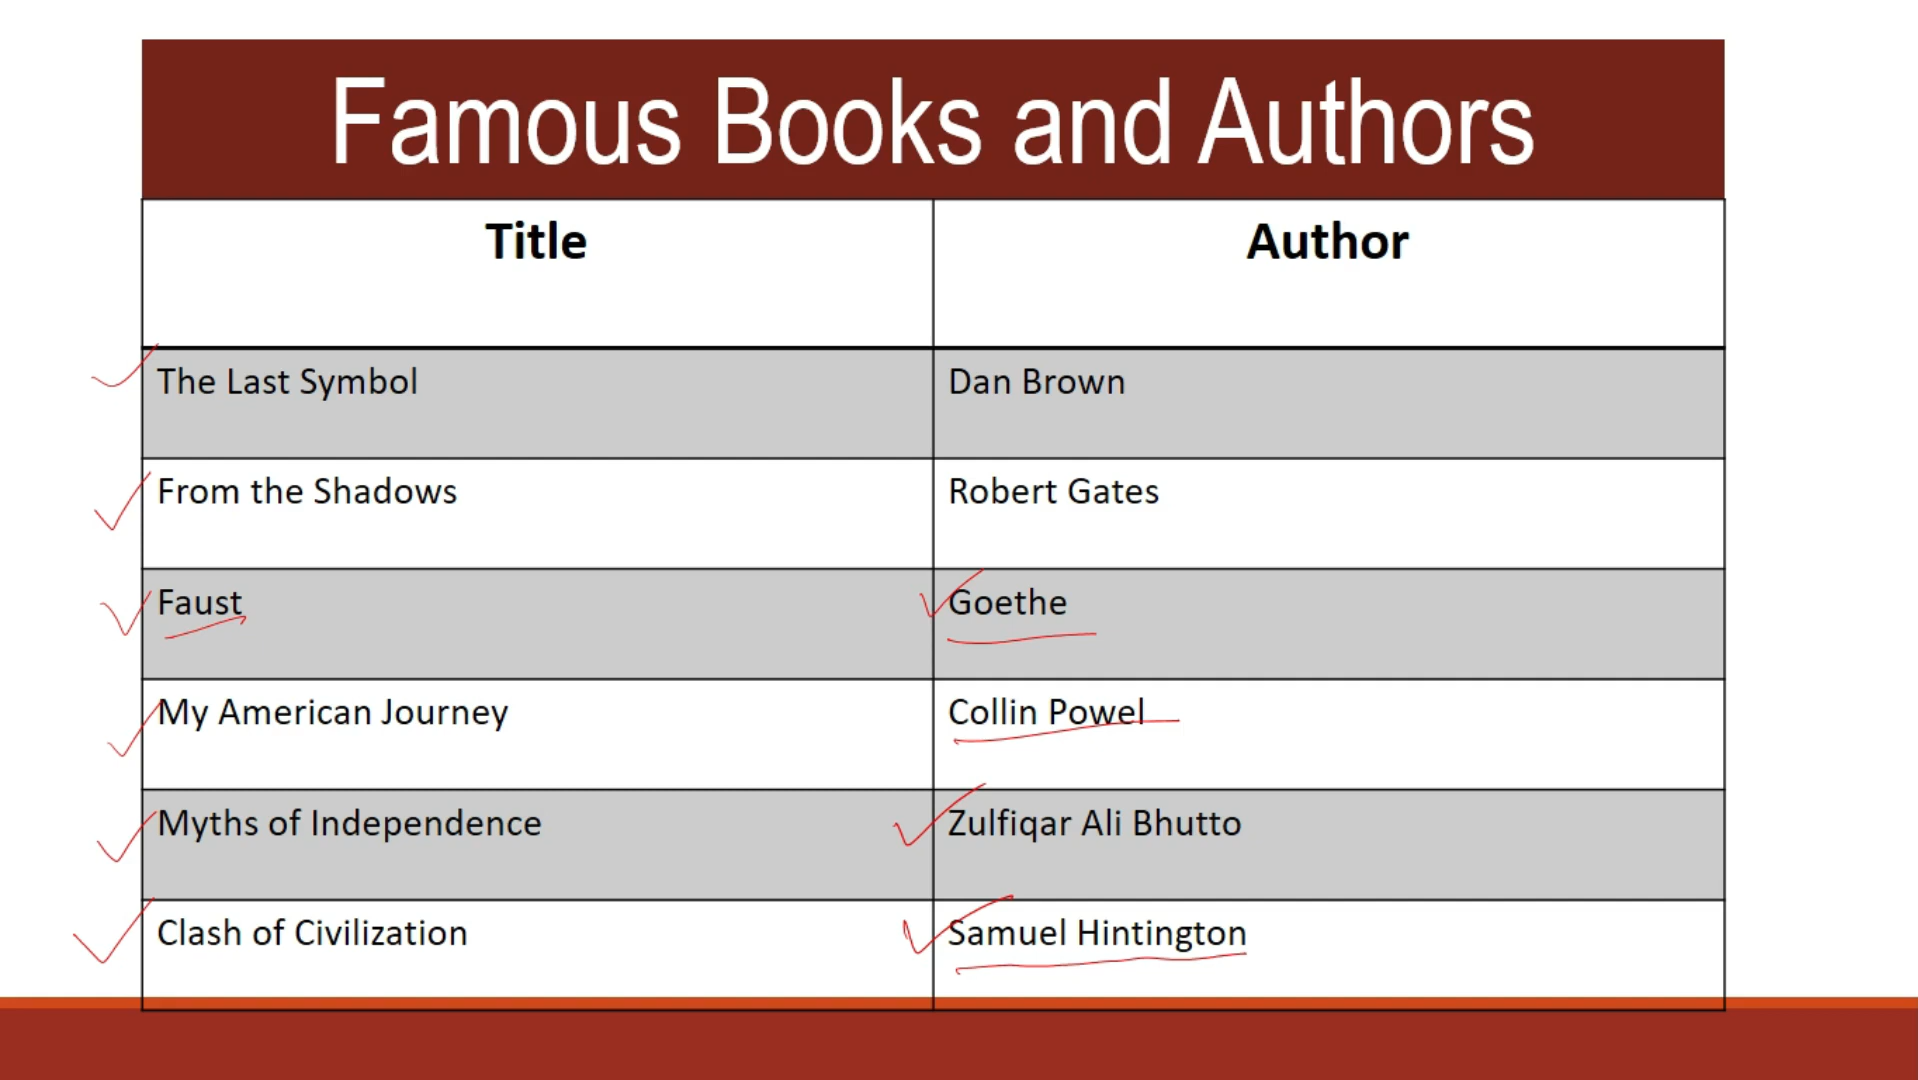 Famous Books and Authors
Title Author
The Last Symbol Dan Brown
From the Shadows Robert Gates
Faust Goethe
My American Journey Collin Powel
Myths of Independence Zulfiqar Ali Bhutto
Clash of Civilization Samuel Hintington